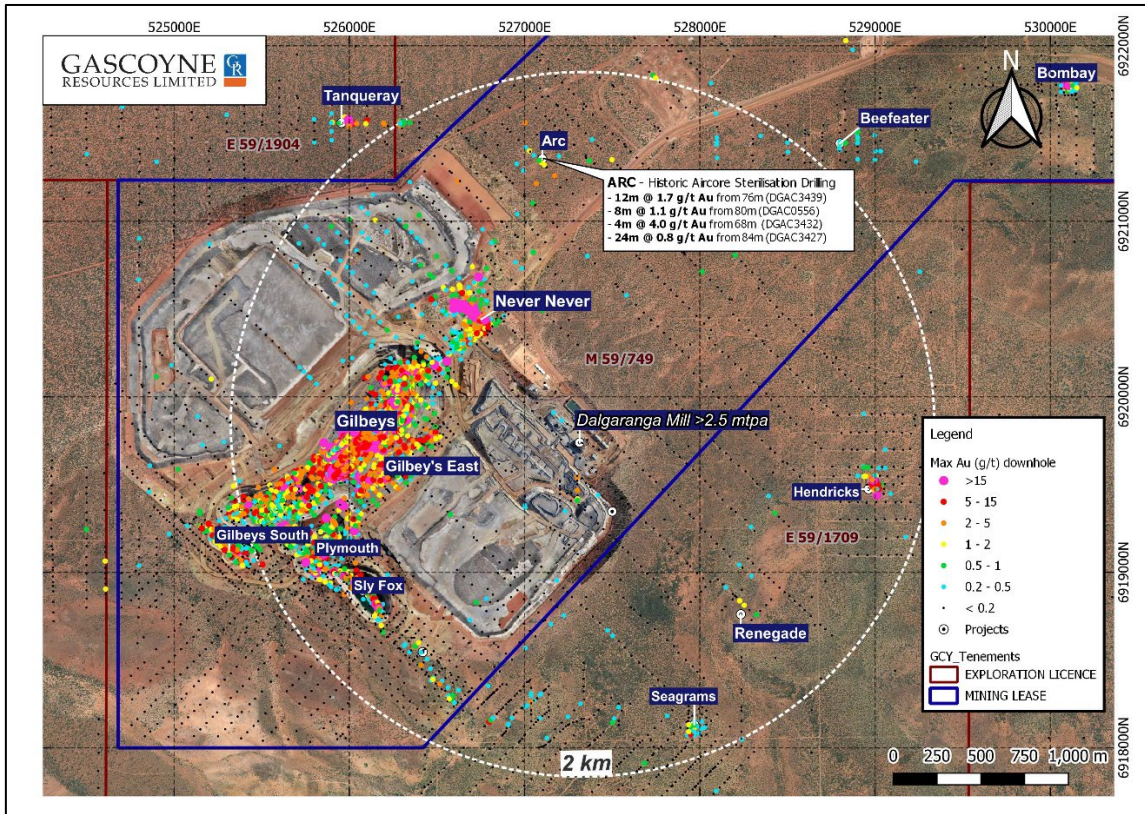 525000E
526000E
527000E
528000E
529000E
530000E
GASCOYNE
RESOURCES LIMITED
GR
N
6922000N
6921000N
6920000N
6919000N
6918000N
Tanqueray
Bombay
Beefeater
Arc
E 59/1904
ARC - Historic Aircore Sterilisation Drilling
- 12m @ 1.7 g/t Au from 76m (DGAC3439)
- 8m @ 1.1 g/t Au from 80m (DGAC0556)
- 4m @ 4.0 g/t Au from 68m (DGAC3432)
- 24m @ 0.8 g/t Au from 84m (DGAC3427)
Never Never
M 59/749
Gilbeys
Dalgaranga Mill >2.5 mtpa
Gilbey's East
Hendricks
Gilbeys South
Plymouth
E 59/1709
Sly Fox
Renegade
Seagrams
2 km
Legend
Max Au (g/t) downhole
>15
5 - 15
2 - 5
1 - 2
0.5 - 1
0.2 - 0.5
< 0.2
Projects
GCY_Tenements
EXPLORATION LICENCE
MINING LEASE
0 250 500 750 1,000 m